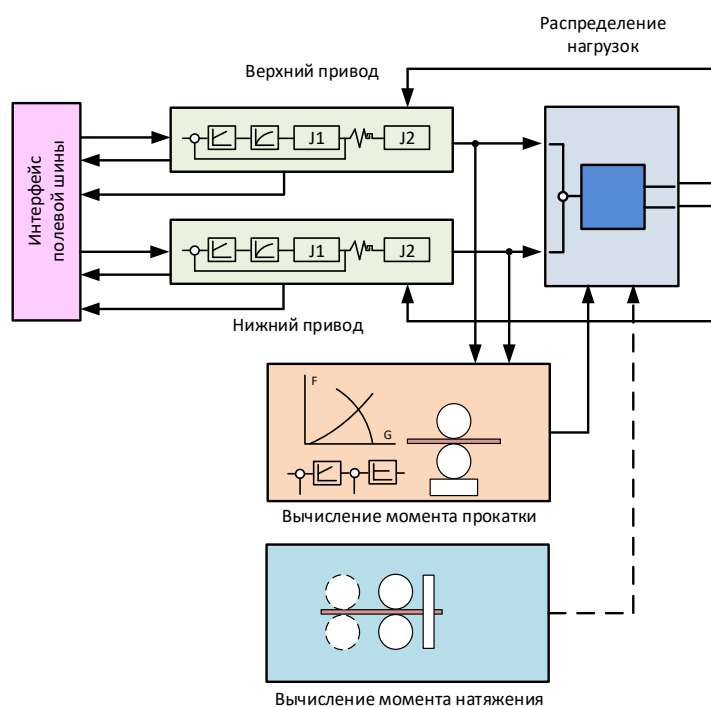 Распределение
нагрузок
Верхний привод
Интерфейс
полевой шины
J1
J2
J1
J2
Нижний привод
F
G
Вычисление момента прокатки
Вычисление момента натяжения